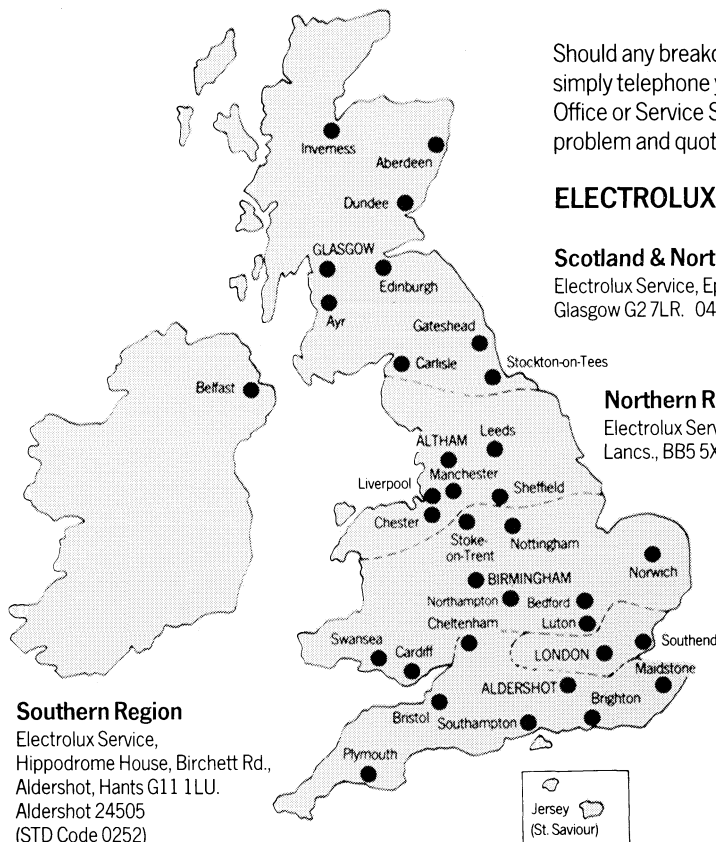 Should any breakd
simply telephone y
Office or Service S
problem and quot
ELECTROLUX
Scotland & Nort
Electrolux Service, Ep
Glasgow G2 7LR. 04
Northern R
Electrolux Serv
Lancs., BB5 5X
Inverness
Aberdeen
Dundee
GLASGOW
Edinburgh
Ayr
Gateshead
Carlisle
Stockton-on-Tees
Belfast
ALTHAM
Leeds
Manchester
Liverpool
Sheffield
Chester
Stoke-
on-Trent
Nottingham
BIRMINGHAM
Norwich
Northampton
Bedford
Cheltenham
Luton
Swansea
Cardiff
LONDON
Southend
Maidstone
ALDERSHOT
Brighton
Bristol
Southampton
Plymouth
Southern Region
Electrolux Service,
Hippodrome House, Birchett Rd.,
Aldershot, Hants G11 1LU.
Aldershot 24505
(STD Code 0252)
Jersey
(St. Saviour)